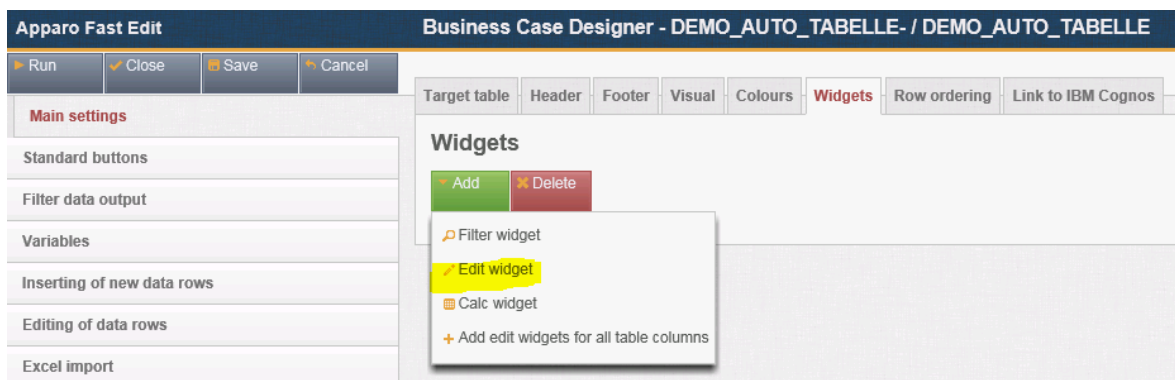 Apparo Fast Edit
Business Case Designer - DEMO_AUTO_TABELLE- / DEMO_AUTO_TABELLE
Run Close Save Cancel
Target table Header Footer Visual Colours Widgets Row ordering Link to IBM Cognos
Main settings
Standard buttons
Filter data output
Variables
Inserting of new data rows
Editing of data rows
Excel import
Widgets
Add Delete
Filter widget
Edit widget
Calc widget
Add edit widgets for all table columns